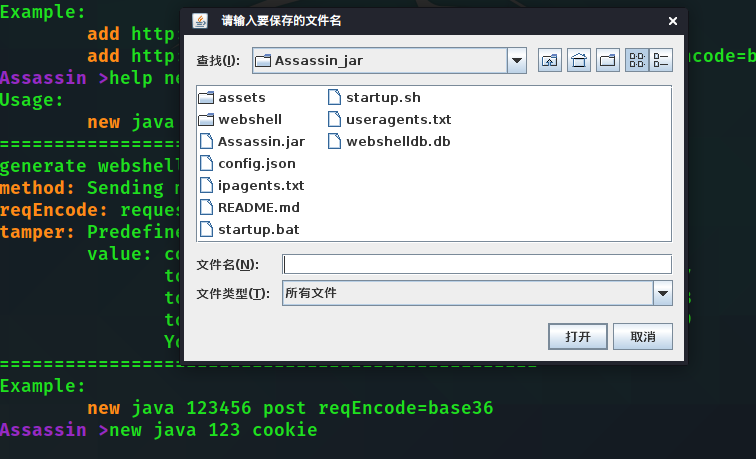 Example:
add http:
add http:
ncode=b
Assassin >help ne
Usage:
new java
generate webshell
method: Sending m
reqEncode: reques
tamper: Predefine
value: co
to
to
to
Yo
==================================================
Example:
new java 123456 post reqEncode=base36
Assassin >new java 123 cookie
请输入要保存的文件名
查找(I):
Assassin_jar
assets
webshell
Assassin.jar
config.json
ipagents.txt
README.md
startup.bat
startup.sh
useragents.txt
webshelldb.db
文件名(N):
文件类型(T):
所有文件
打开
取消